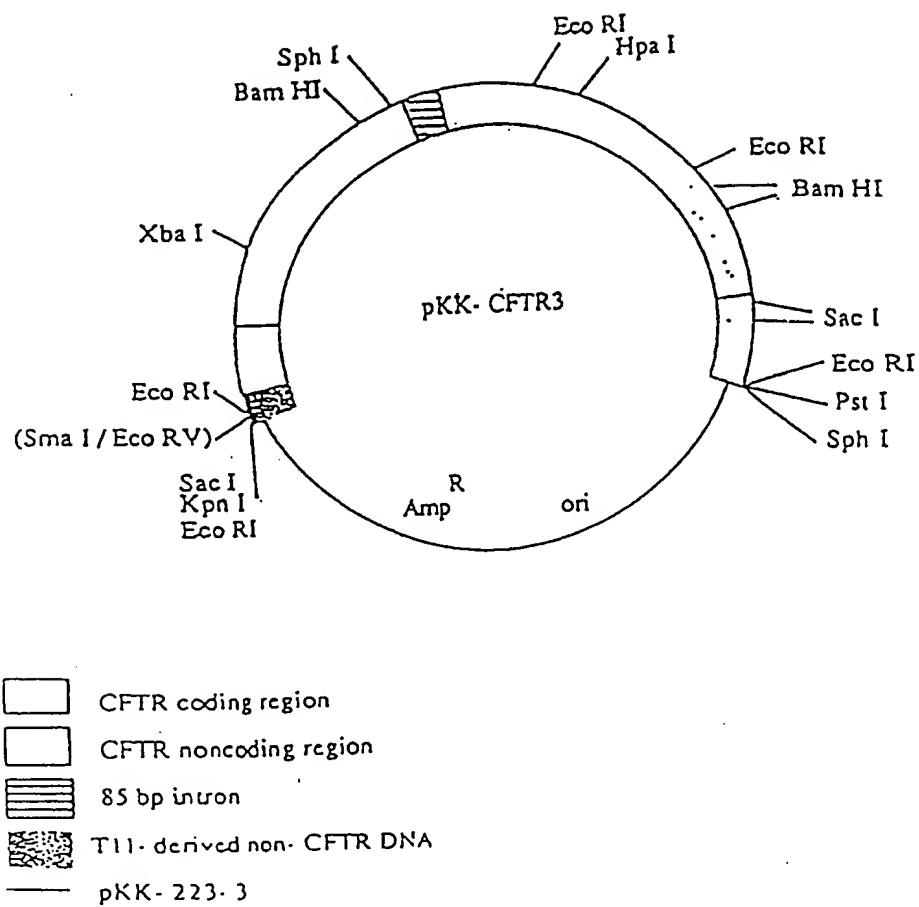 Eco RI
Hpa I
Sph I
Bam HI
Eco RI
Bam HI
Xba I
pKK- CFTR3
Sac I
Eco RI
Eco RI
Pst I
(Sma I / Eco RV)
Sph I
Sac I
Kpn I
Eco RI
Amp R
ori
CFTR coding region
CFTR noncoding region
85 bp intron
T11- derived non- CFTR DNA
pKK- 223- 3